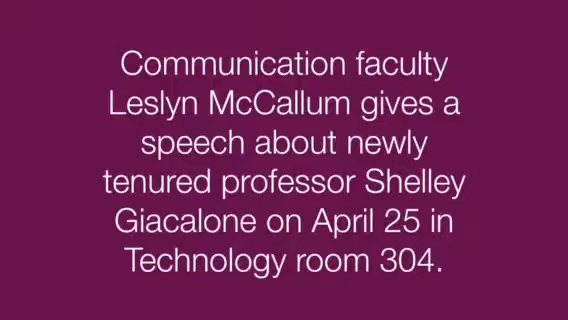 Communication faculty
Leslyn McCallum gives a
speech about newly
tenured professor Shelley
Giacalone on April 25 in
Technology room 304.